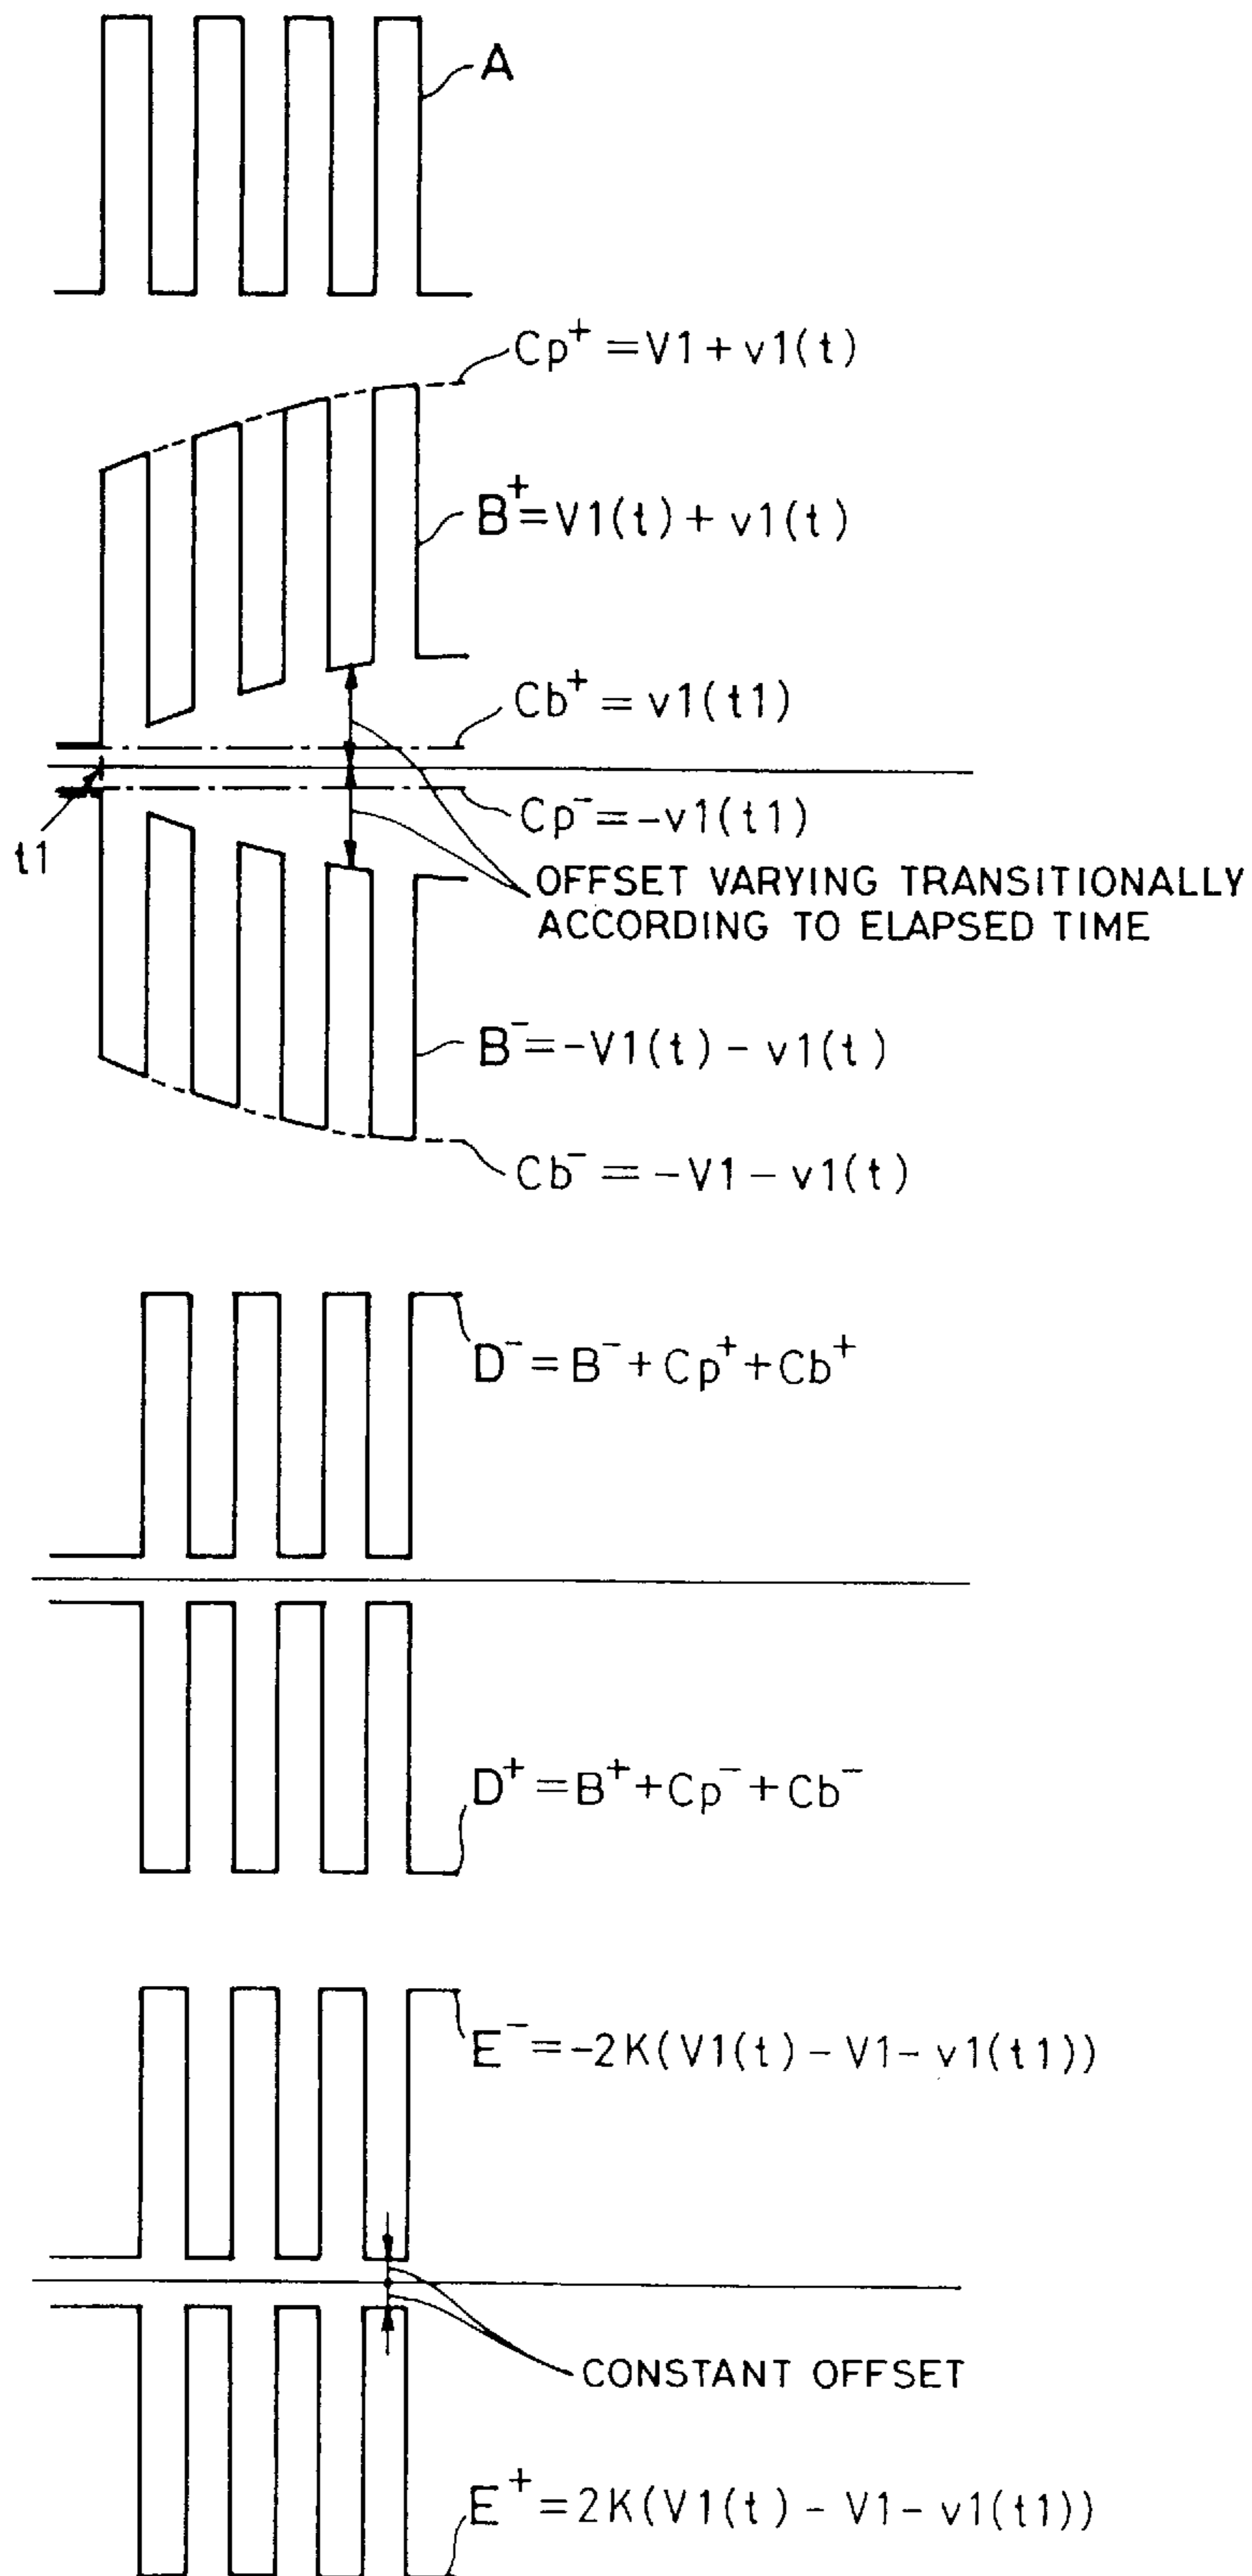 A
Cp⁺ = V1 + v1(t)
B⁺ = V1(t) + v1(t)
Cb⁺ = v1(t1)
Cp⁻ = -v1(t1)
t1
OFFSET VARYING TRANSITIONALLY
ACCORDING TO ELAPSED TIME
B⁻ = -V1(t) - v1(t)
Cb⁻ = -V1 - v1(t)
D⁻ = B⁻ + Cp⁺ + Cb⁺
D⁺ = B⁺ + Cp⁻ + Cb⁻
E⁻ = -2K(V1(t) - V1 - v1(t1))
CONSTANT OFFSET
E⁺ = 2K(V1(t) - V1 - v1(t1))